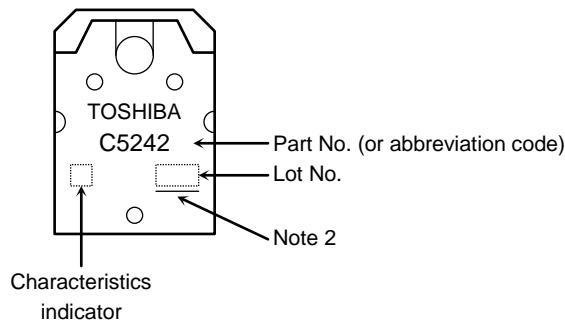 TOSHIBA
C5242
Part No. (or abbreviation code)
Lot No.
Note 2
Characteristics
indicator